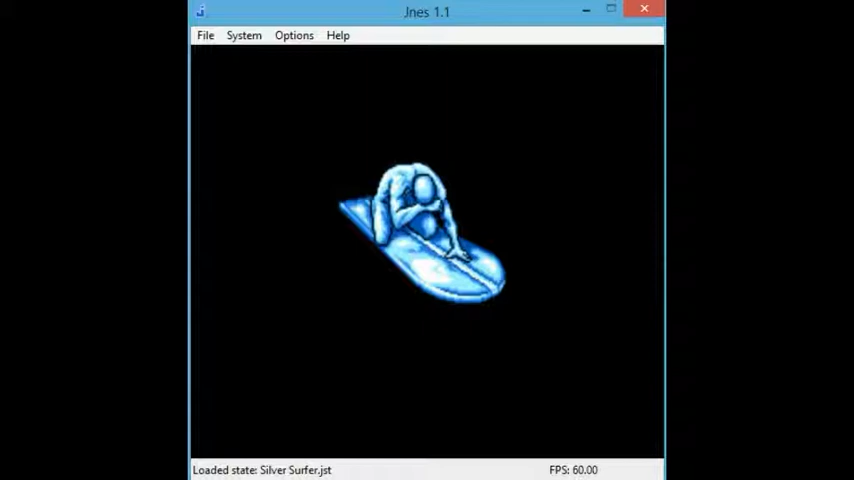 Jnes 1.1
File System Options Help
Loaded state: Silver Surfer.jst FPS: 60.00